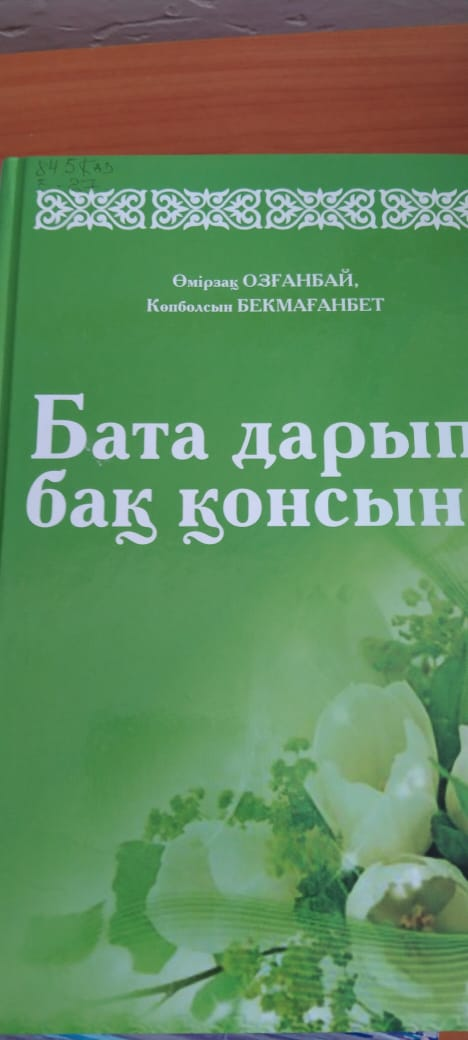 Өмірзақ ОЗҒАНБАЙ,
Көпболсын БЕКМАҒАНБЕТ
Бата дарып
бақ қонсын